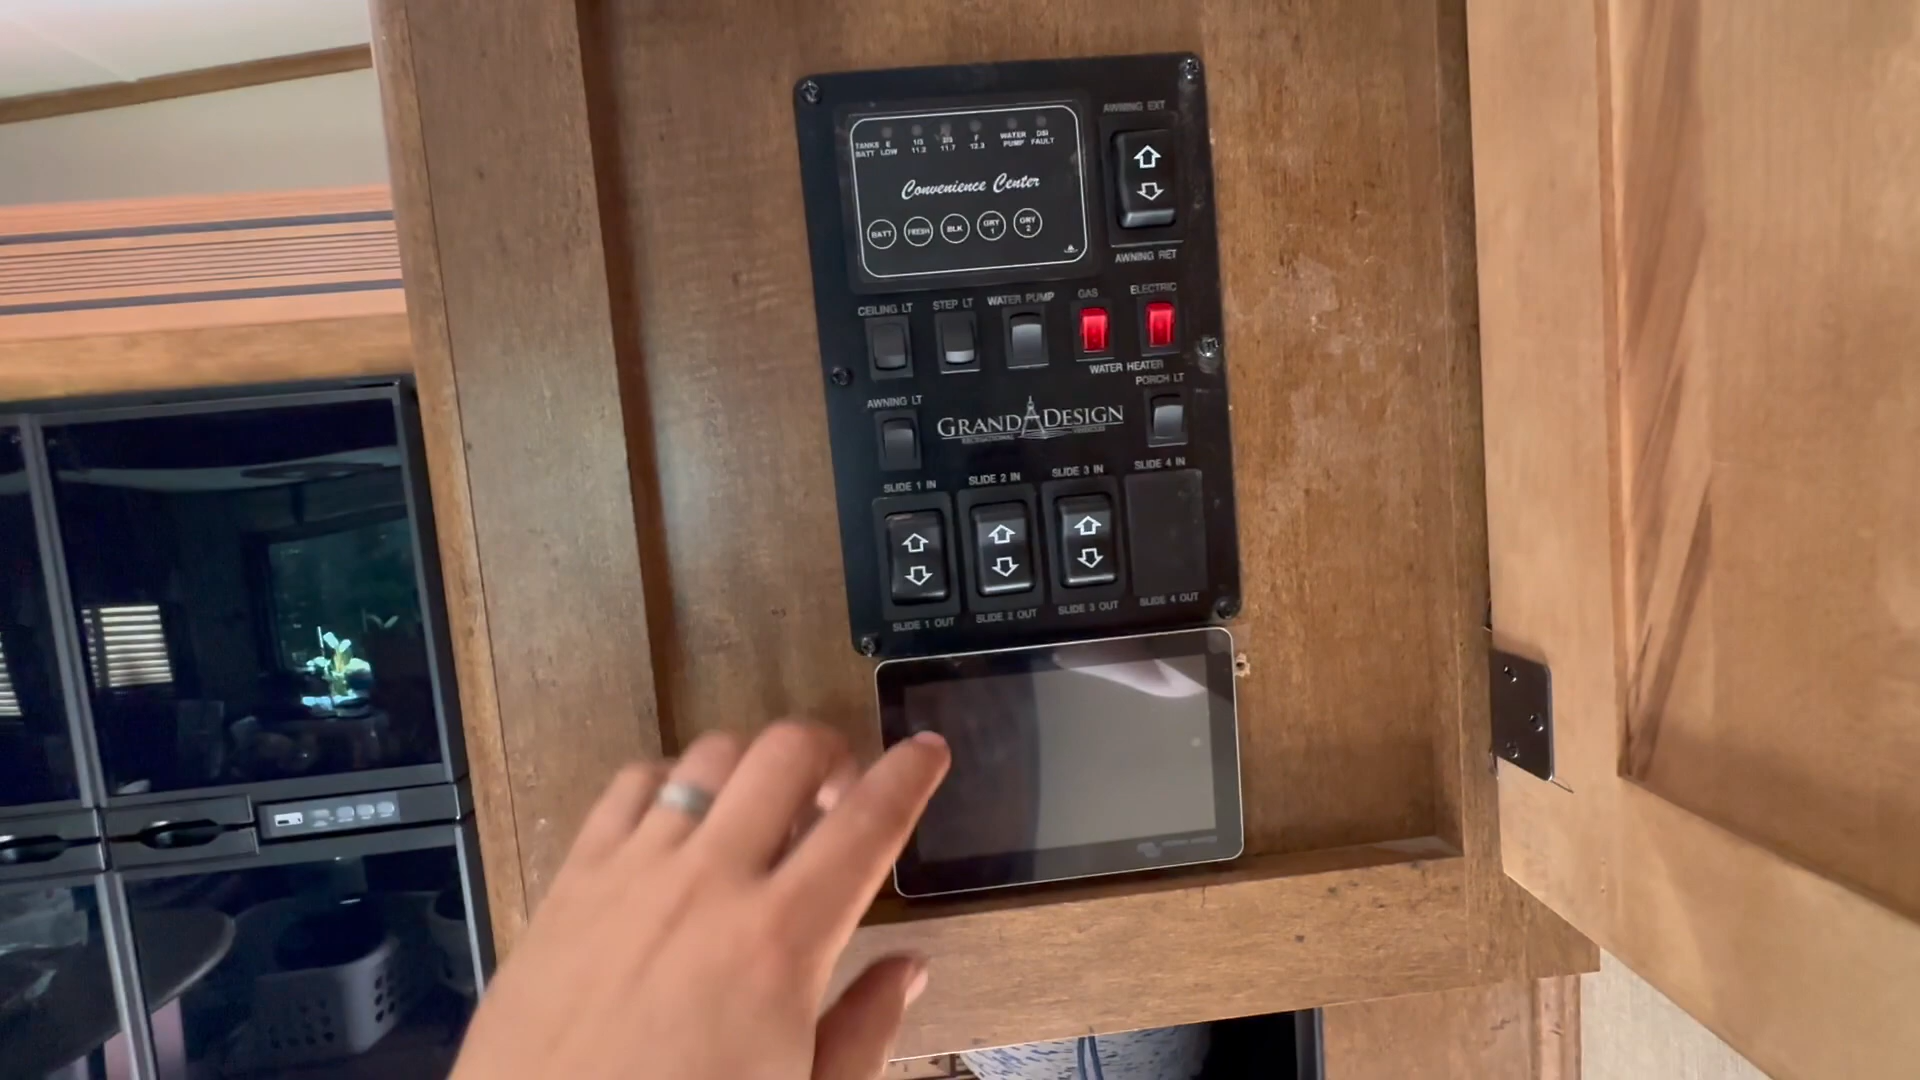 AWNING EXT
TANKS E 1/3 2/3 F WATER DSI
BATT LOW 11.2 11.7 12.3 PUMP FAULT
Convenience Center
BATT FRESH BLK GRY 1 GRY 2
AWNING RET
CEILING LT STEP LT WATER PUMP GAS ELECTRIC
WATER HEATER
PORCH LT
AWNING LT
GRAND DESIGN
RECREATIONAL VEHICLES
SLIDE 1 IN SLIDE 2 IN SLIDE 3 IN SLIDE 4 IN
SLIDE 1 OUT SLIDE 2 OUT SLIDE 3 OUT SLIDE 4 OUT